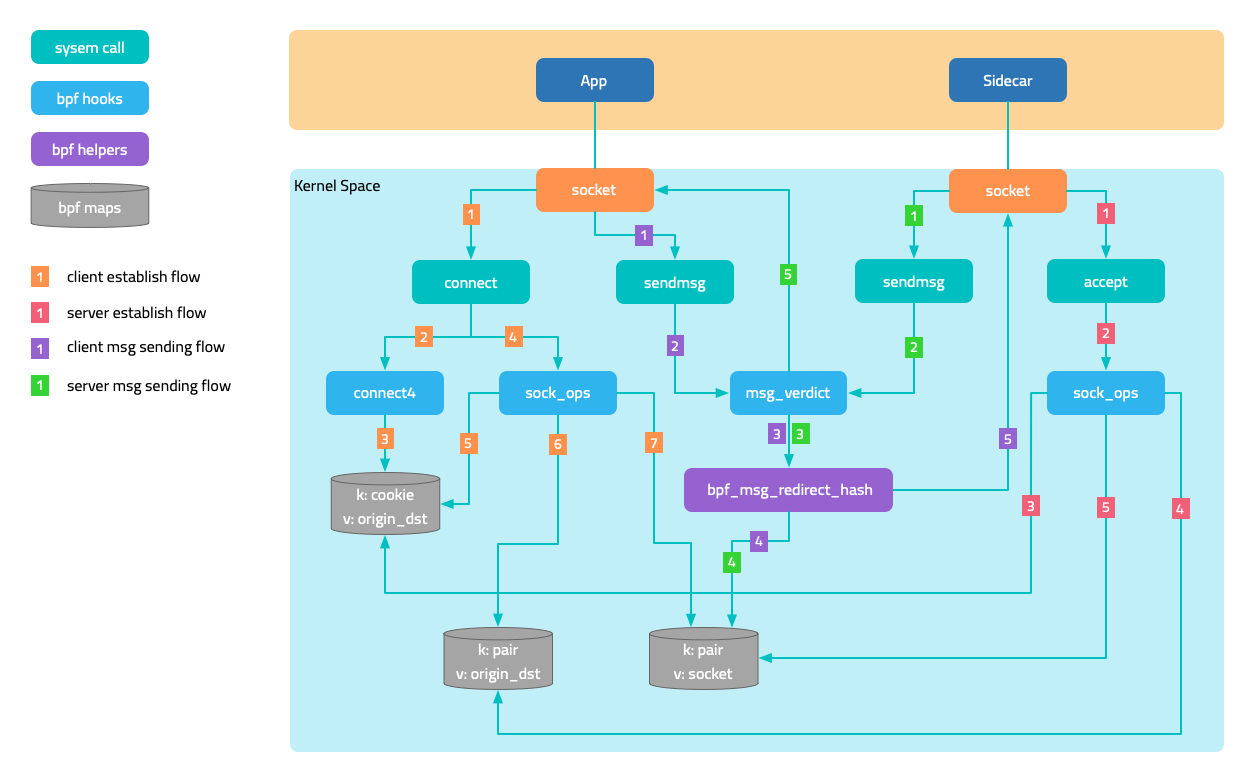 sysem call
bpf hooks
bpf helpers
bpf maps
1 client establish flow
1 server establish flow
1 client msg sending flow
1 server msg sending flow
App
Sidecar
Kernel Space
socket
socket
1
1
1
1
connect
sendmsg
5
sendmsg
accept
2
4
2
2
2
connect4
sock_ops
msg_verdict
sock_ops
3
5
6
7
3
3
5
k: cookie
v: origin_dst
bpf_msg_redirect_hash
3
5
4
4
4
k: pair
v: origin_dst
k: pair
v: socket